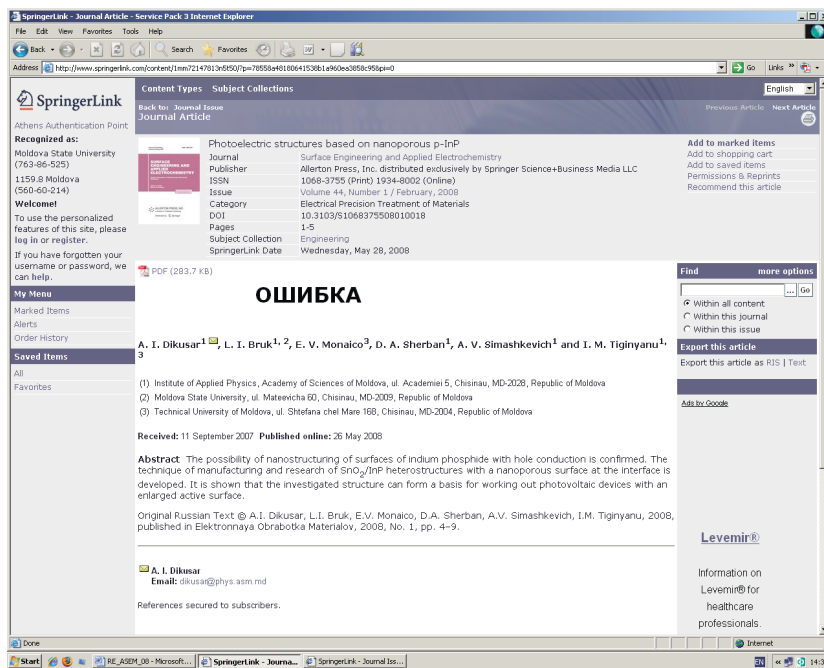 SpringerLink - Journal Article - Service Pack 3 Internet Explorer
File Edit View Favorites Tools Help
Back Search Favorites
Address http://www.springerlink.com/content/1mm72147813n5t50/?p=78558a48180641538b1a960ea3858c958pi=0 Go Links »
SpringerLink
Athens Authentication Point
Recognized as:
Moldova State University
(763-86-525)
1159.8 Moldova
(560-60-214)
Welcome!
To use the personalized
features of this site, please
log in or register.
If you have forgotten your
username or password, we
can help.
My Menu
Marked Items
Alerts
Order History
Saved Items
All
Favorites
Content Types Subject Collections
English
Back to: Journal Issue
Journal Article
Previous Article Next Article
Photoelectric structures based on nanoporous p-InP
Journal Surface Engineering and Applied Electrochemistry
Publisher Allerton Press, Inc. distributed exclusively by Springer Science+Business Media LLC
ISSN 1068-3755 (Print) 1934-8002 (Online)
Issue Volume 44, Number 1 / February, 2008
Category Electrical Precision Treatment of Materials
DOI 10.3103/S1068375508010018
Pages 1-5
Subject Collection Engineering
SpringerLink Date Wednesday, May 28, 2008
SURFACE
ENGINEERING AND
APPLIED
ELECTROCHEMISTRY
Add to marked items
Add to shopping cart
Add to saved items
Permissions & Reprints
Recommend this article
PDF (283.7 KB)
ОШИБКА
A. I. Dikusar1 , L. I. Bruk1, 2, E. V. Monaico3, D. A. Sherban1, A. V. Simashkevich1 and I. M. Tiginyanu1,
3
(1) Institute of Applied Physics, Academy of Sciences of Moldova, ul. Academiei 5, Chisinau, MD-2028, Republic of Moldova
(2) Moldova State University, ul. Mateevicha 60, Chisinau, MD-2009, Republic of Moldova
(3) Technical University of Moldova, ul. Shtefana chel Mare 168, Chisinau, MD-2004, Republic of Moldova
Received: 11 September 2007 Published online: 26 May 2008
Abstract The possibility of nanostructuring of surfaces of indium phosphide with hole conduction is confirmed. The
technique of manufacturing and research of SnO2/InP heterostructures with a nanoporous surface at the interface is
developed. It is shown that the investigated structure can form a basis for working out photovoltaic devices with an
enlarged active surface.
Original Russian Text © A.I. Dikusar, L.I. Bruk, E.V. Monaico, D.A. Sherban, A.V. Simashkevich, I.M. Tiginyanu, 2008,
published in Elektronnaya Obrabotka Materialov, 2008, No. 1, pp. 4–9.
A. I. Dikusar
Email: dikusar@phys.asm.md
References secured to subscribers.
Find more options
... Go
Within all content
Within this journal
Within this issue
Export this article
Export this article as RIS | Text
Ads by Google
Levemir®
Information on
Levemir® for
healthcare
professionals.
Done Internet
Start RE_ASEM_08 - Microsoft... SpringerLink - Journa... SpringerLink - Journal Iss... EN « 14:3